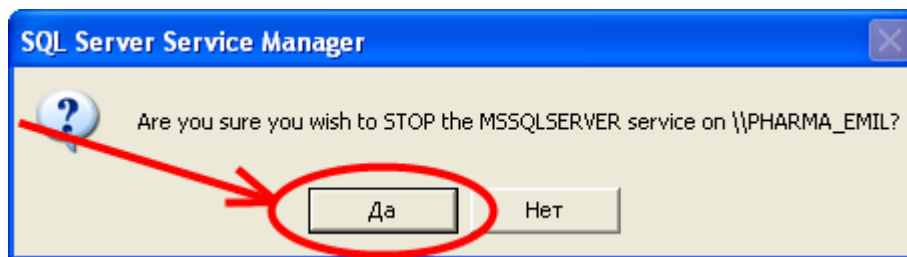 SQL Server Service Manager
Are you sure you wish to STOP the MSSQLSERVER service on \\PHARMA_EMIL?
Да Нет